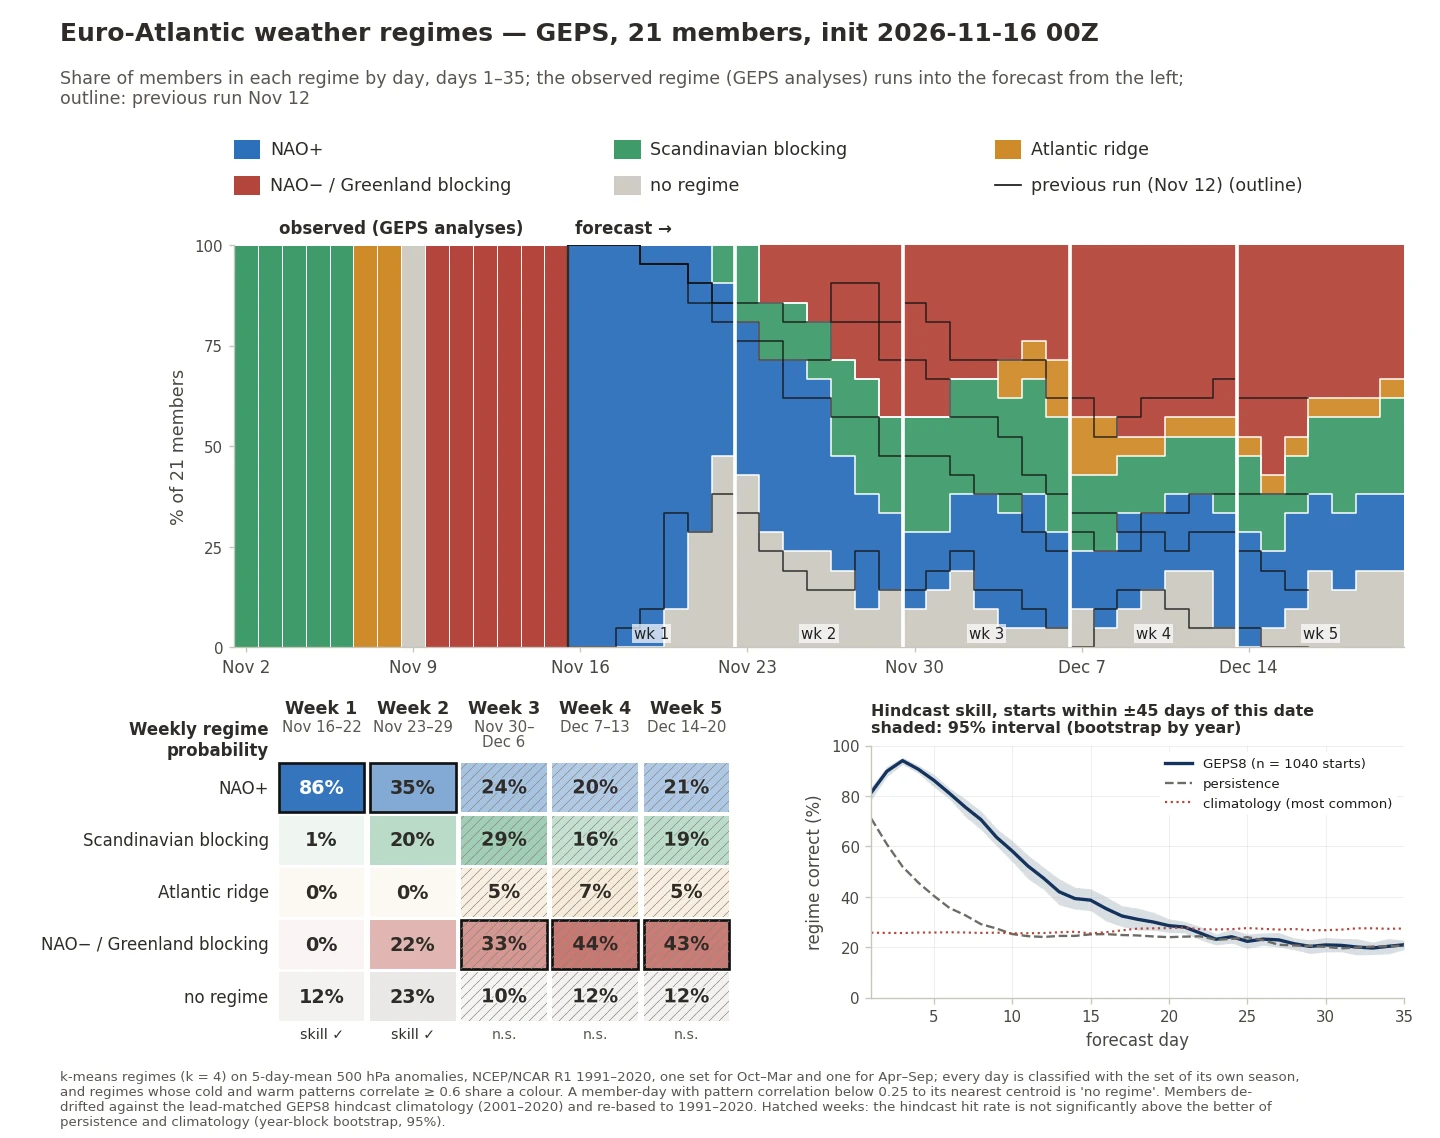 Euro-Atlantic weather regimes — GEPS, 21 members, init 2026-11-16 00Z
Share of members in each regime by day, days 1–35; the observed regime (GEPS analyses) runs into the forecast from the left;
outline: previous run Nov 12
NAO+
Scandinavian blocking
Atlantic ridge
NAO− / Greenland blocking
no regime
previous run (Nov 12) (outline)
observed (GEPS analyses)
forecast →
100
75
50
25
0
% of 21 members
wk 1
wk 2
wk 3
wk 4
wk 5
Nov 2
Nov 9
Nov 16
Nov 23
Nov 30
Dec 7
Dec 14
Weekly regime
probability
Week 1
Nov 16–22
Week 2
Nov 23–29
Week 3
Nov 30–
Dec 6
Week 4
Dec 7–13
Week 5
Dec 14–20
NAO+ 86% 35% 24% 20% 21%
Scandinavian blocking 1% 20% 29% 16% 19%
Atlantic ridge 0% 0% 5% 7% 5%
NAO− / Greenland blocking 0% 22% 33% 44% 43%
no regime 12% 23% 10% 12% 12%
skill ✓ skill ✓ n.s. n.s. n.s.
Hindcast skill, starts within ±45 days of this date
shaded: 95% interval (bootstrap by year)
GEPS8 (n = 1040 starts)
persistence
climatology (most common)
100
80
60
40
20
0
regime correct (%)
5
10
15
20
25
30
35
forecast day
k-means regimes (k = 4) on 5-day-mean 500 hPa anomalies, NCEP/NCAR R1 1991–2020, one set for Oct–Mar and one for Apr–Sep; every day is classified with the set of its own season,
and regimes whose cold and warm patterns correlate ≥ 0.6 share a colour. A member-day with pattern correlation below 0.25 to its nearest centroid is 'no regime'. Members de-
drifted against the lead-matched GEPS8 hindcast climatology (2001–2020) and re-based to 1991–2020. Hatched weeks: the hindcast hit rate is not significantly above the better of
persistence and climatology (year-block bootstrap, 95%).